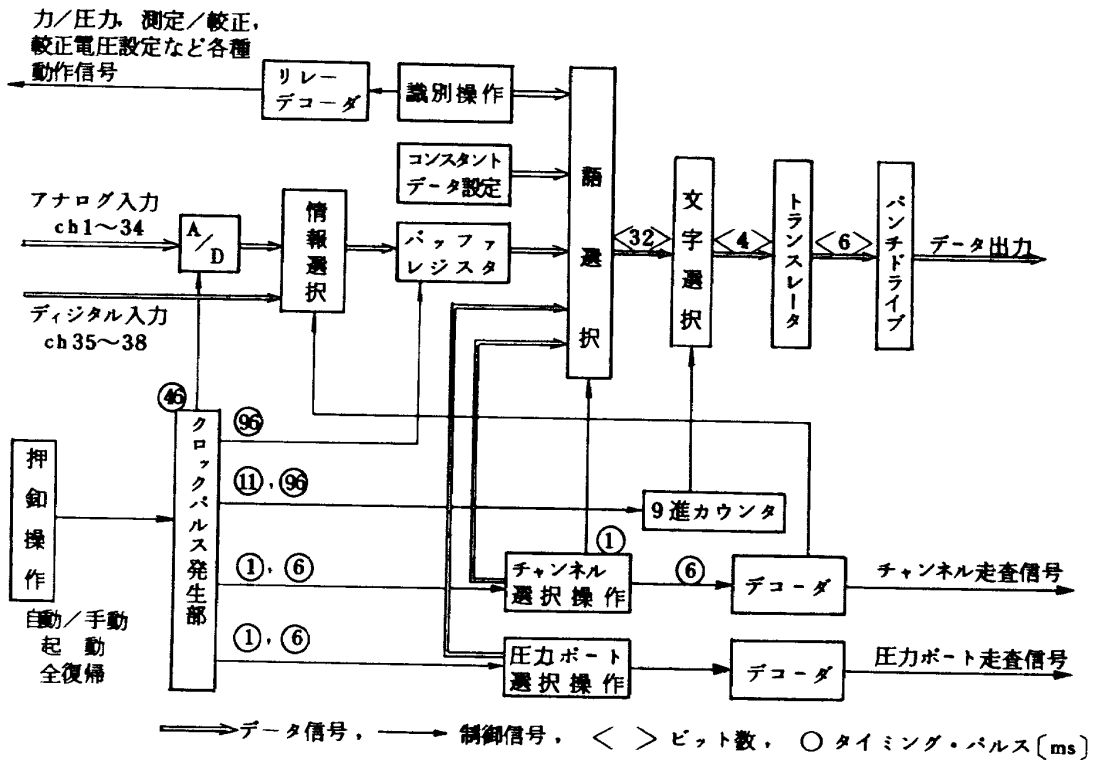 力/圧力, 測定/較正,
較正電圧設定など各種
動作信号
リレー
デコーダ
識別操作
コンスタント
データ設定
アナログ入力
ch1〜34
A/D
情報選択
バッファ
レジスタ
ディジタル入力
ch35〜38
語選択
<32>
文字選択
<4>
トランスレータ
<6>
パンチドライブ
データ出力
㊻
クロックパルス発生部
押釦操作
自動/手動
起動
全復帰
96
⑪, 96
9進カウンタ
①, ⑥
チャンネル
選択操作
①
⑥
デコーダ
チャンネル走査信号
①, ⑥
圧力ポート
選択操作
デコーダ
圧力ポート走査信号
データ信号, 制御信号, < > ビット数, ○ タイミング・パルス〔ms〕